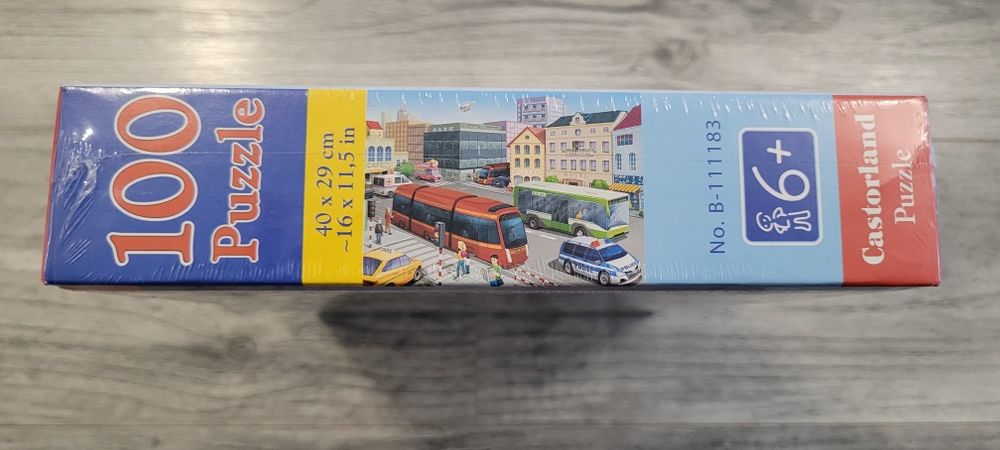 100
Puzzle
40 x 29 cm
~16 x 11,5 in
No. B-111183
6+
Castorland
Puzzle